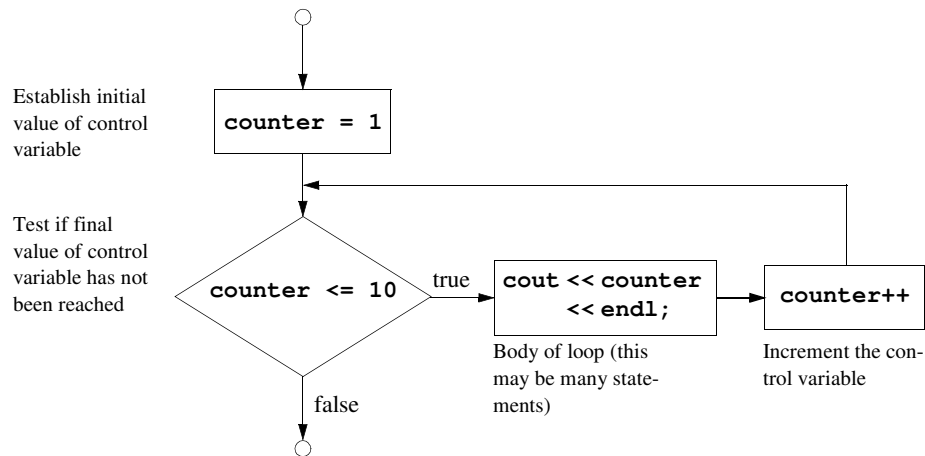 Establish initial
value of control
variable
counter = 1
Test if final
value of control
variable has not
been reached
counter <= 10
true
cout << counter
<< endl;
counter++
Body of loop (this
may be many state-
ments)
Increment the con-
trol variable
false